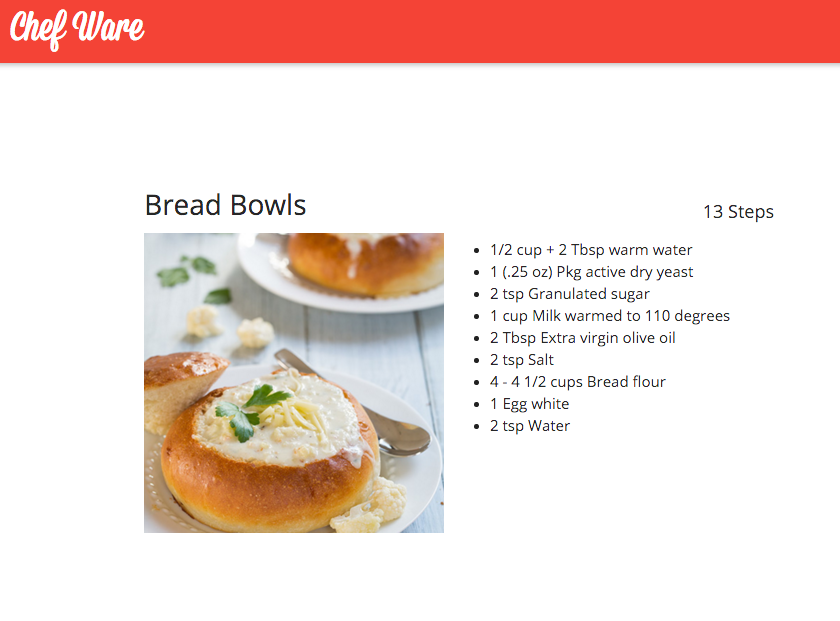 Chef Ware
Bread Bowls
13 Steps
1/2 cup + 2 Tbsp warm water
1 (.25 oz) Pkg active dry yeast
2 tsp Granulated sugar
1 cup Milk warmed to 110 degrees
2 Tbsp Extra virgin olive oil
2 tsp Salt
4 - 4 1/2 cups Bread flour
1 Egg white
2 tsp Water